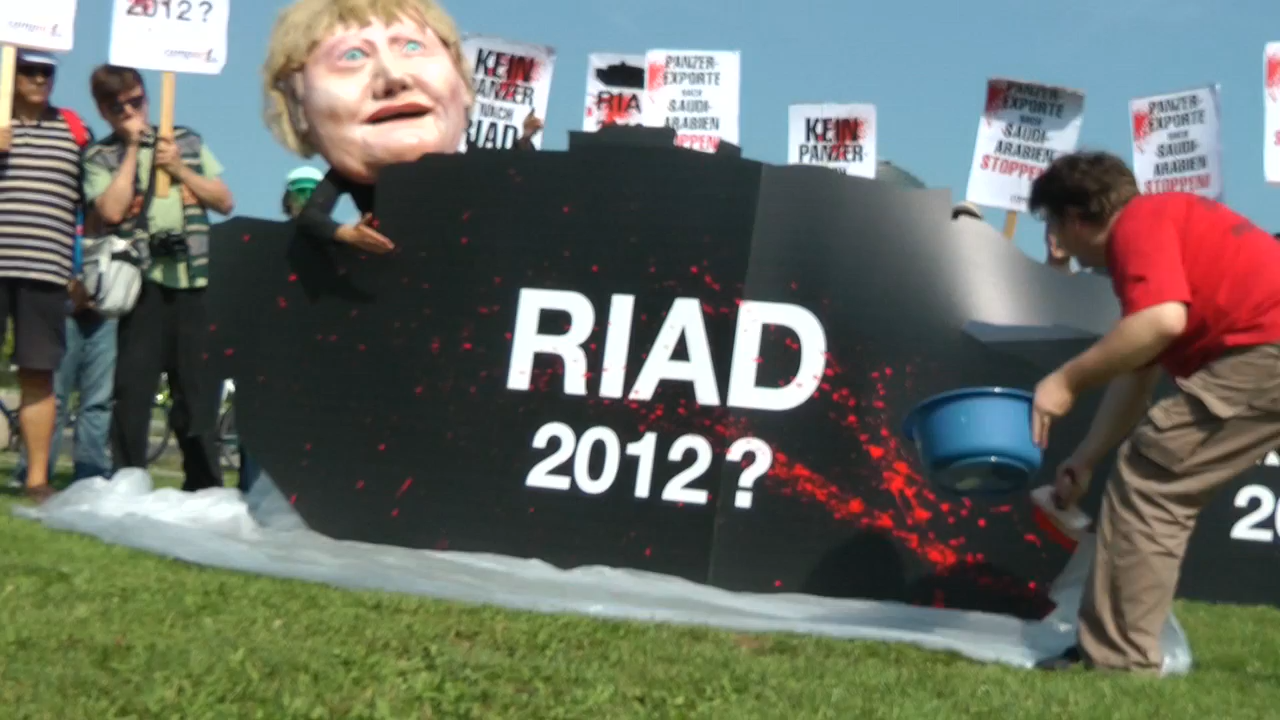 2012?
campact
KEIN
PANZER
NACH
RIAD
RIA
PANZER-
EXPORTE
NACH
SAUDI-
ARABIEN
STOPPEN!
KEIN
PANZER-
PANZER-
EXPORTE
NACH
SAUDI-
ARABIEN
STOPPEN!
PANZER-
EXPORTE
NACH
SAUDI-
ARABIEN
STOPPEN!
RIAD
2012?
20